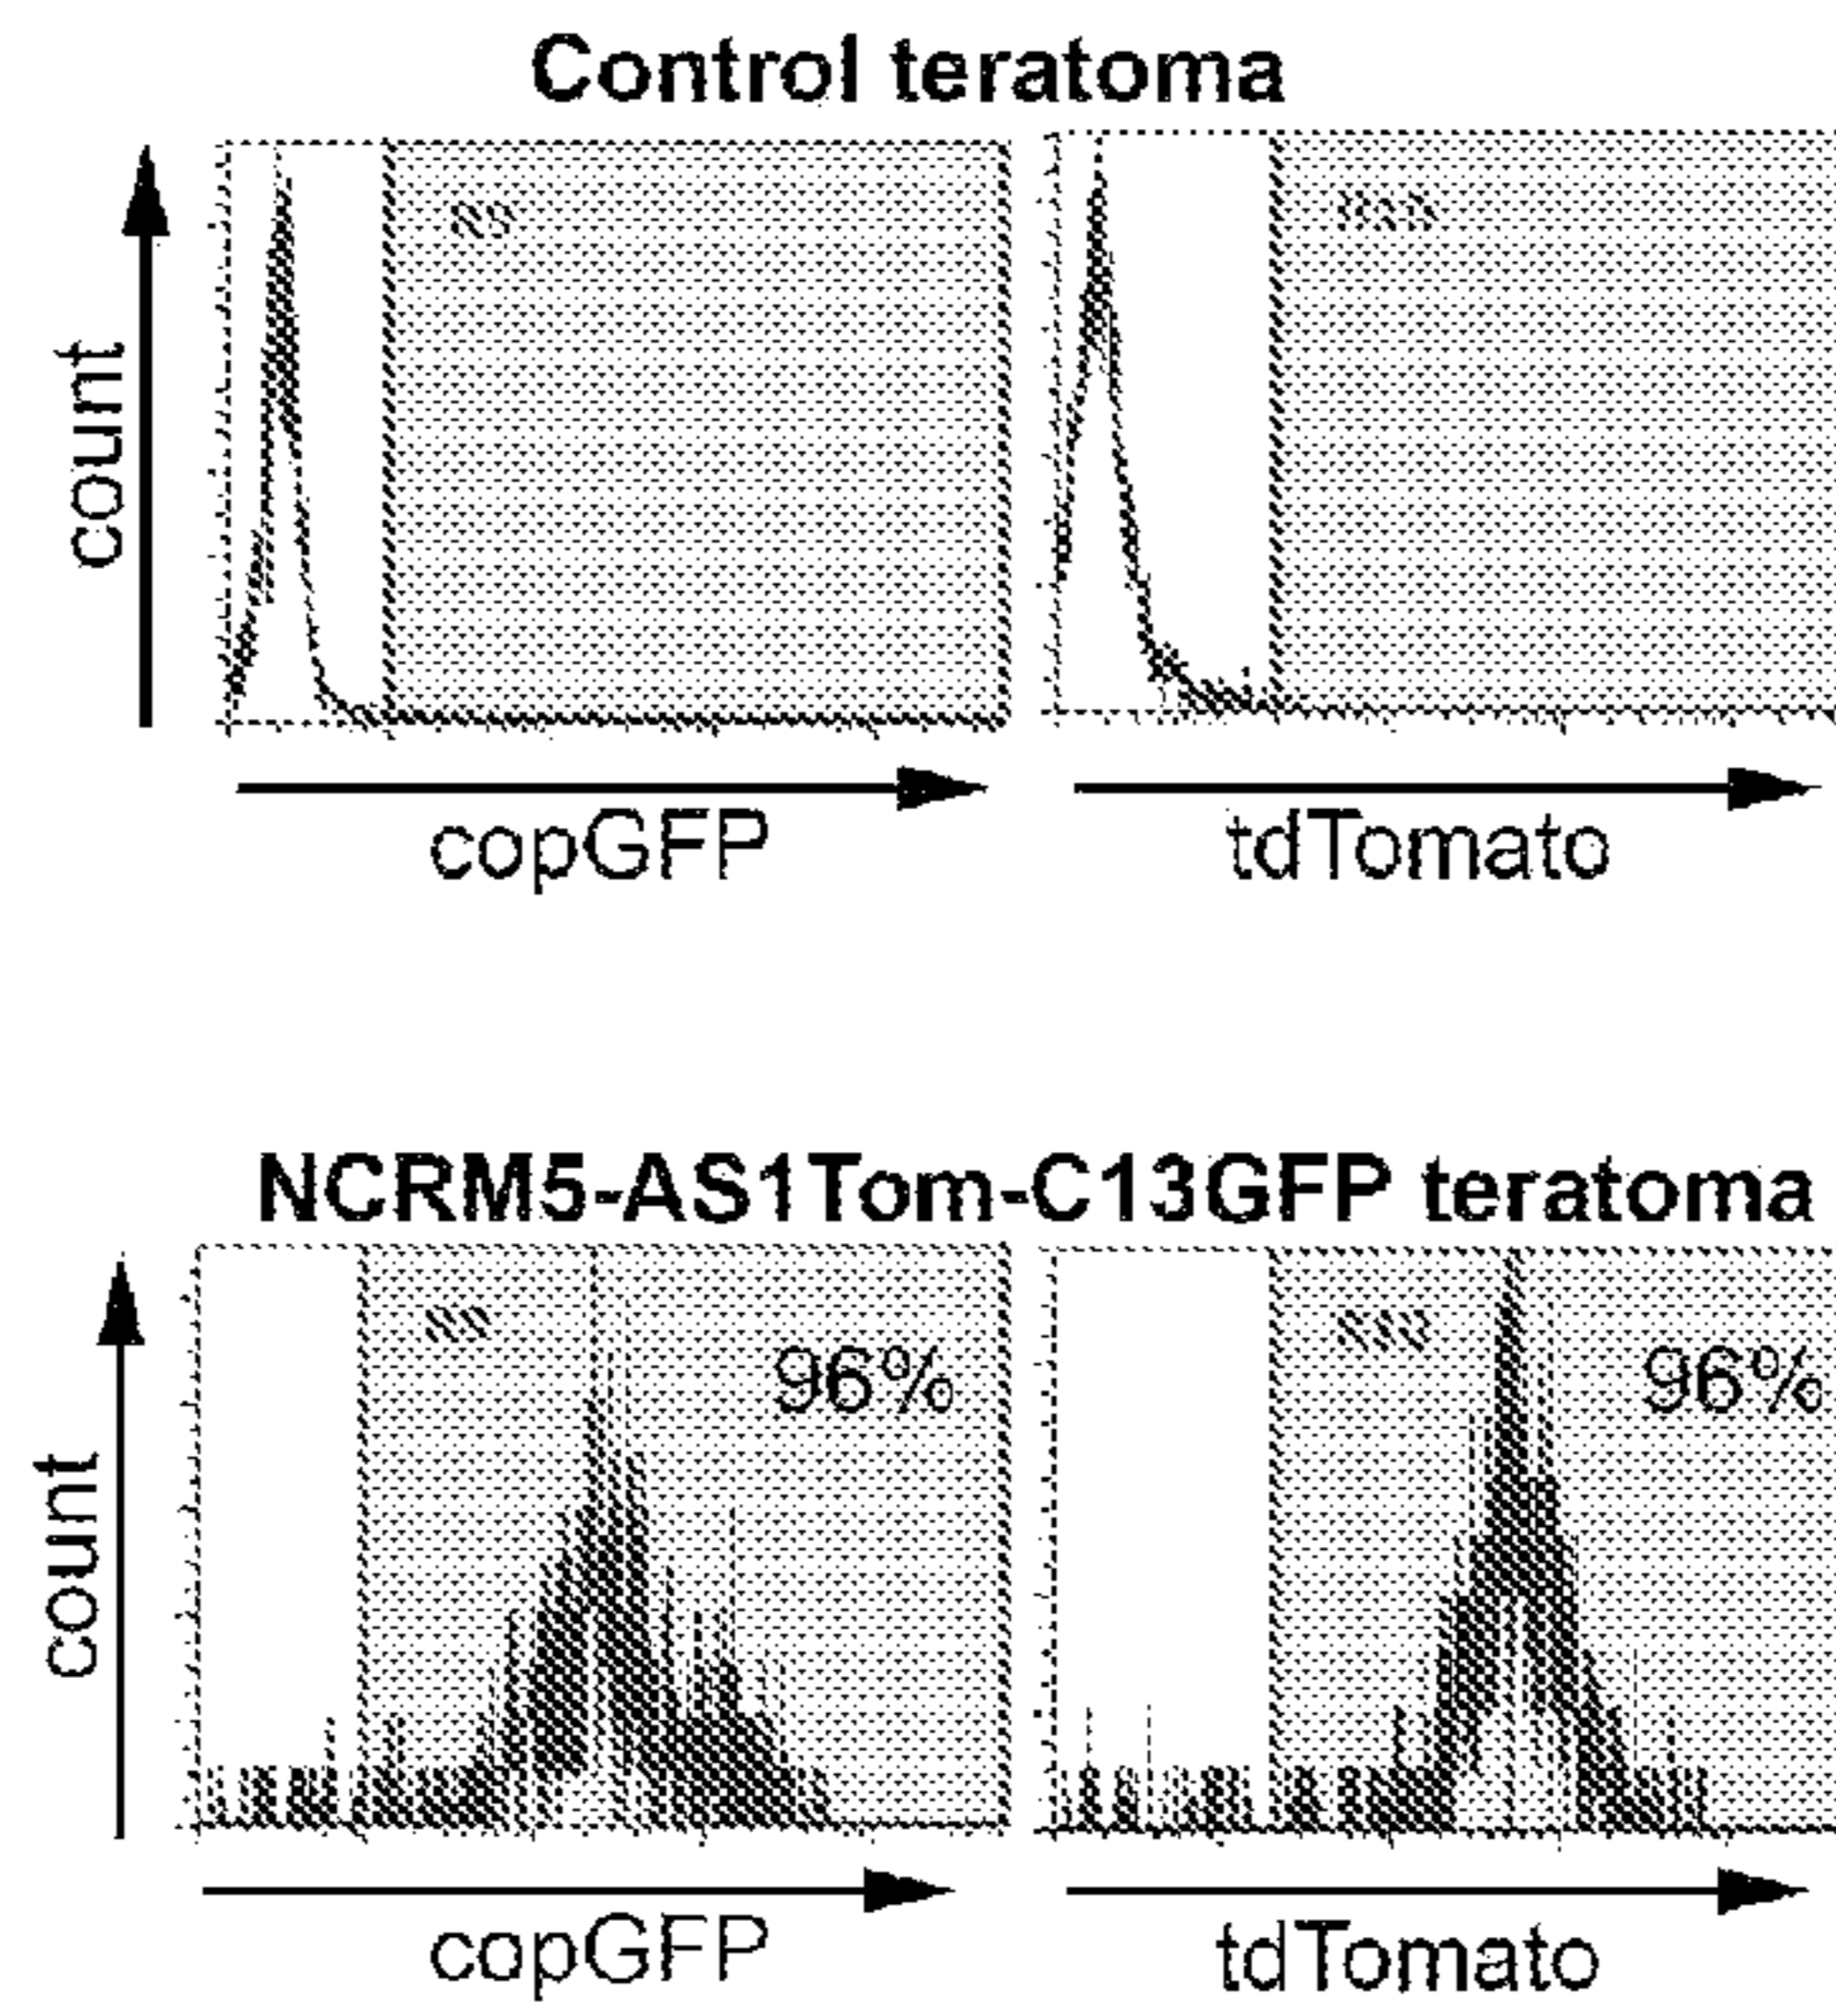 Control teratoma
count
copGFP
tdTomato
NCRM5-AS1Tom-C13GFP teratoma
96%
96%
count
copGFP
tdTomato